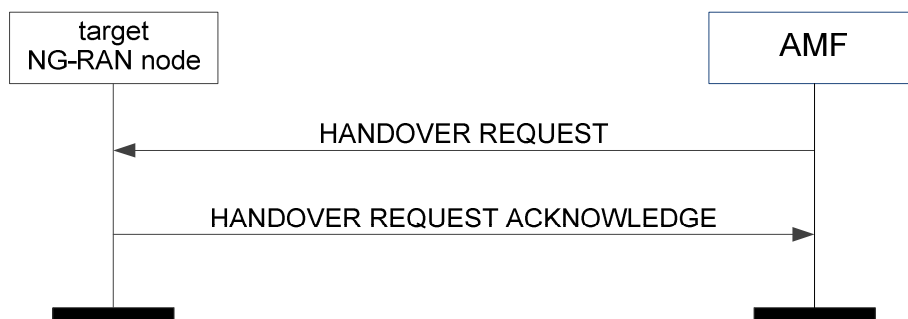 target
NG-RAN node
AMF
HANDOVER REQUEST
HANDOVER REQUEST ACKNOWLEDGE